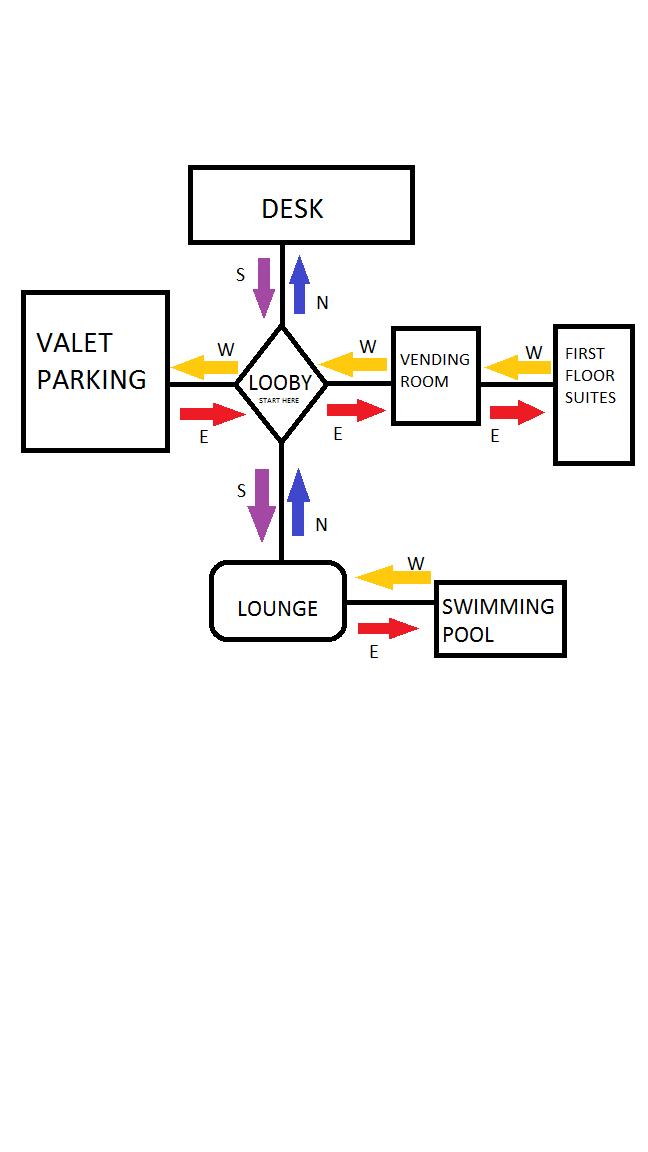 DESK
S
N
VALET
PARKING
W
E
LOOBY
START HERE
W
E
VENDING
ROOM
W
E
FIRST
FLOOR
SUITES
S
N
LOUNGE
W
E
SWIMMING
POOL